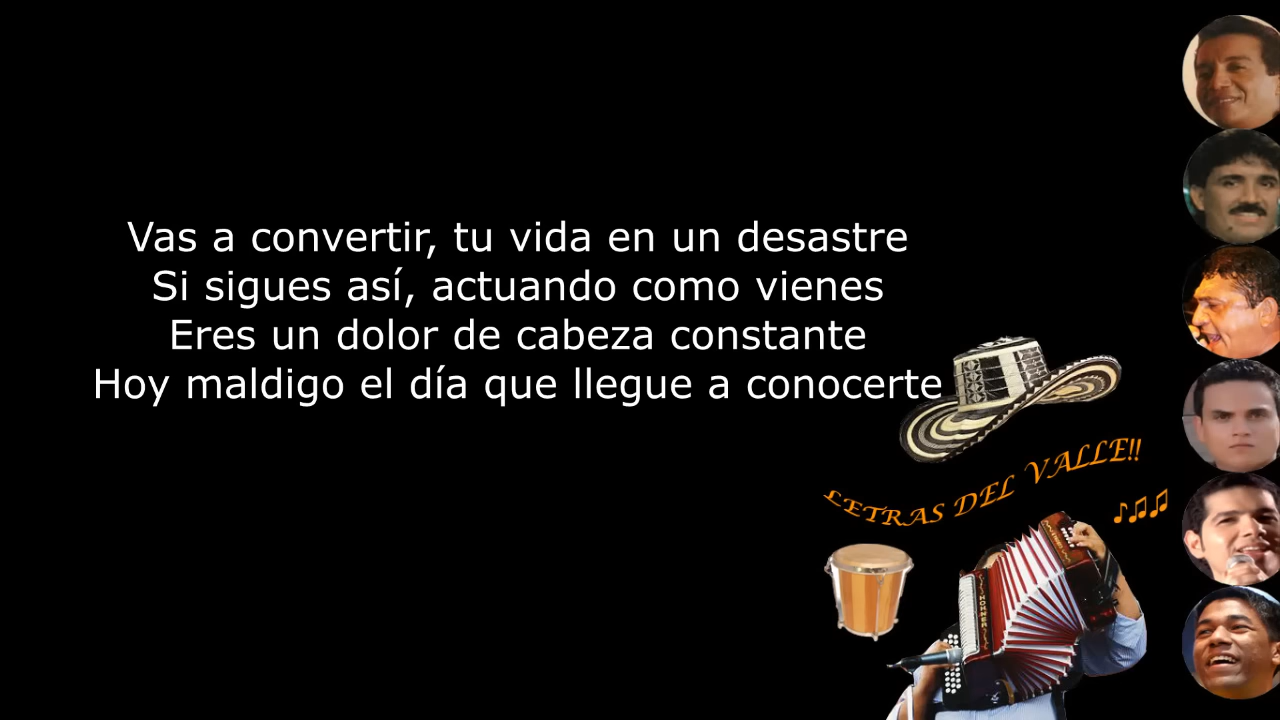 Vas a convertir, tu vida en un desastre
Si sigues así, actuando como vienes
Eres un dolor de cabeza constante
Hoy maldigo el día que llegue a conocerte
LETRAS DEL VALLE!!
HOHNER